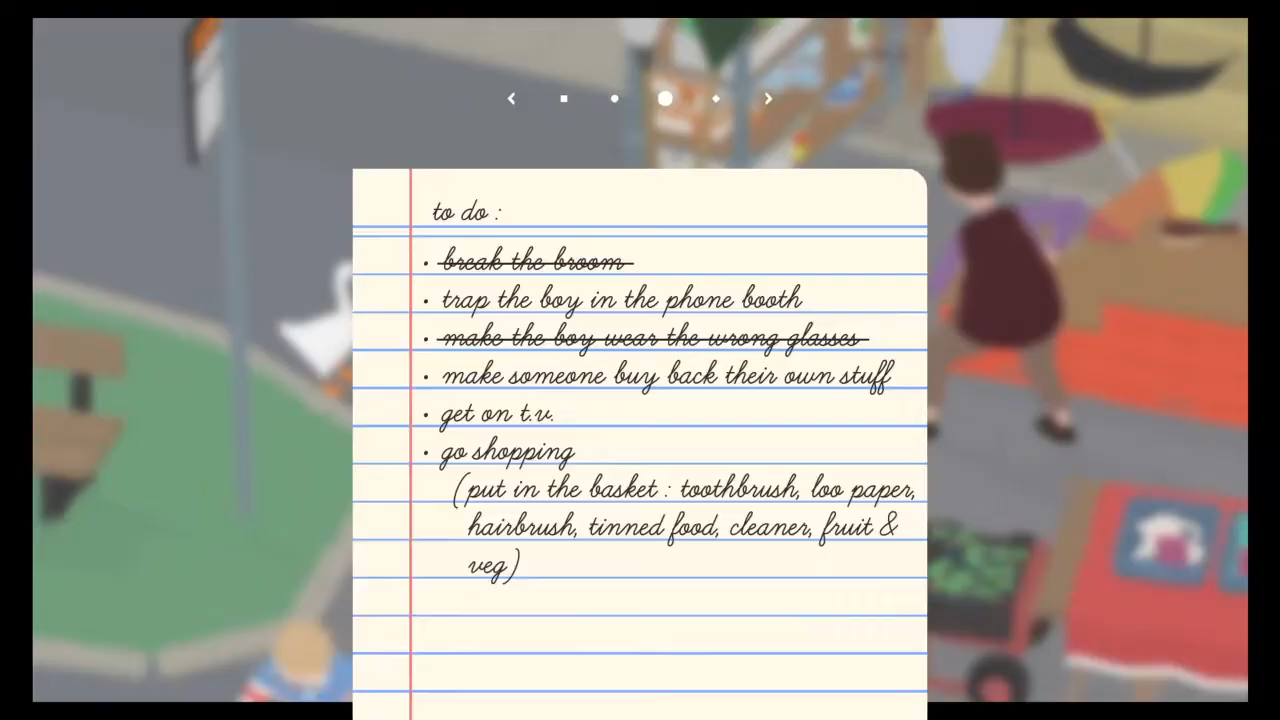 to do :
• break the broom
• trap the boy in the phone booth
• make the boy wear the wrong glasses
• make someone buy back their own stuff
• get on t.v.
• go shopping
(put in the basket : toothbrush, loo paper,
hairbrush, tinned food, cleaner, fruit &
veg)